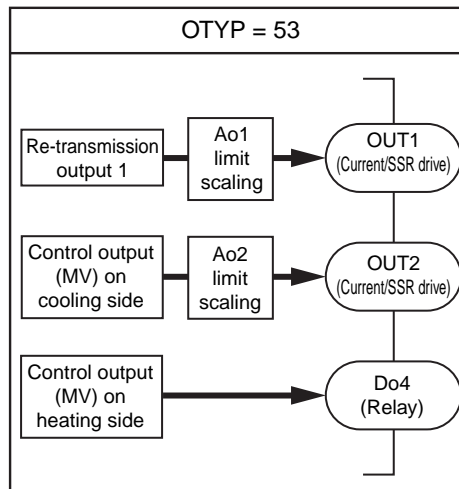 OTYP = 53
Re-transmission
output 1
Ao1
limit
scaling
OUT1
(Current/SSR drive)
Control output
(MV) on
cooling side
Ao2
limit
scaling
OUT2
(Current/SSR drive)
Control output
(MV) on
heating side
Do4
(Relay)